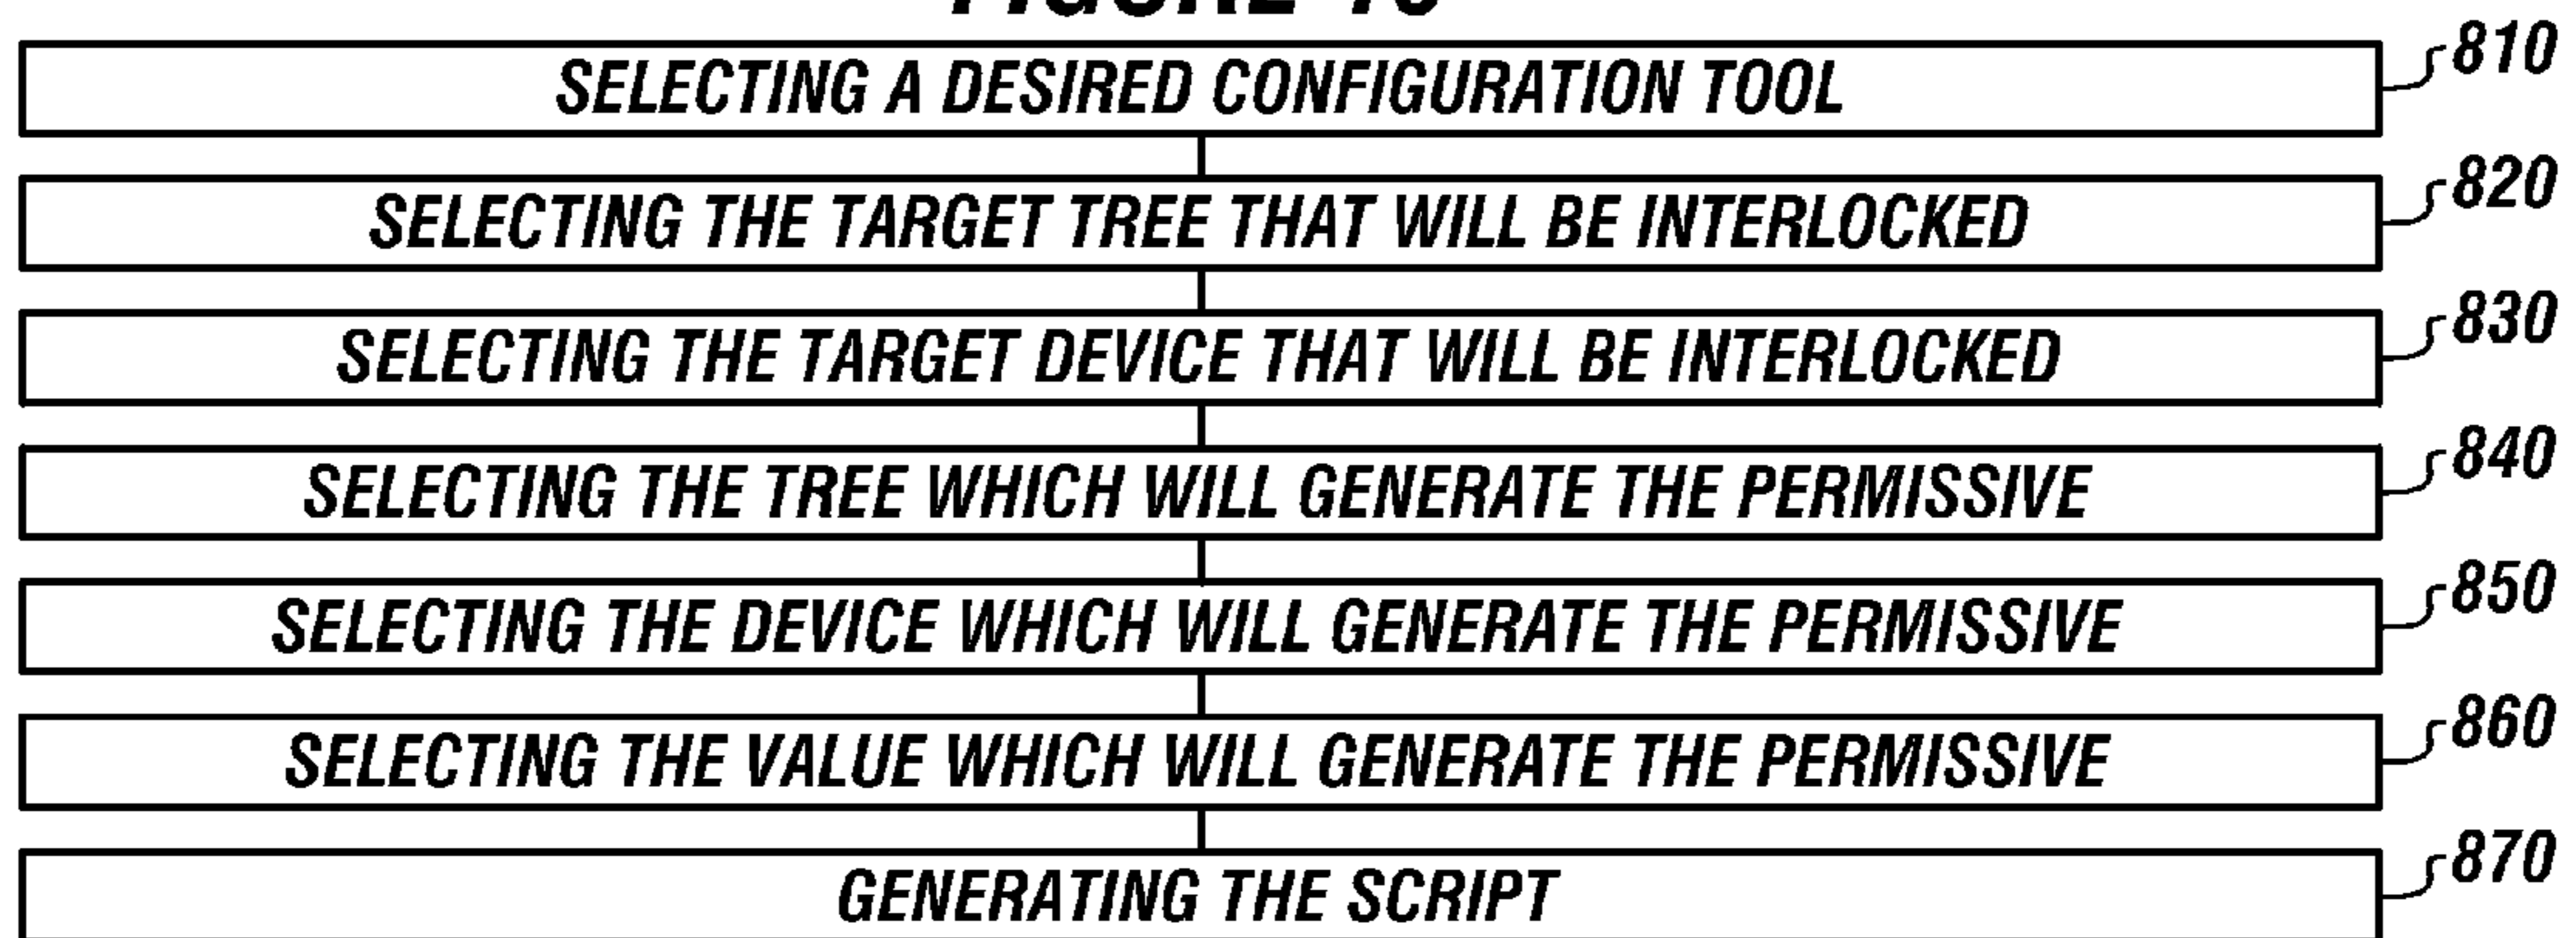 SELECTING A DESIRED CONFIGURATION TOOL 810
SELECTING THE TARGET TREE THAT WILL BE INTERLOCKED 820
SELECTING THE TARGET DEVICE THAT WILL BE INTERLOCKED 830
SELECTING THE TREE WHICH WILL GENERATE THE PERMISSIVE 840
SELECTING THE DEVICE WHICH WILL GENERATE THE PERMISSIVE 850
SELECTING THE VALUE WHICH WILL GENERATE THE PERMISSIVE 860
GENERATING THE SCRIPT 870